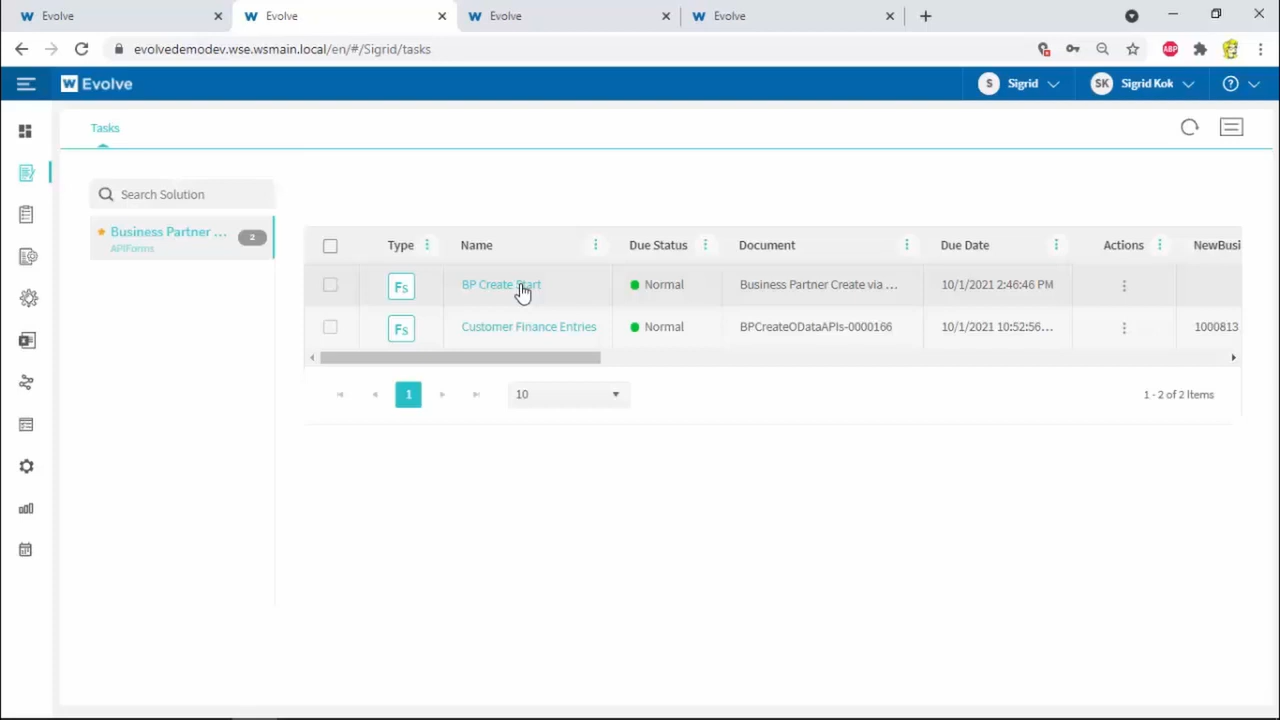 Evolve
Evolve
Evolve
Evolve
evolvedemodev.wse.wsmain.local/en/#/Sigrid/tasks
ABP
W Evolve
S Sigrid
SK Sigrid Kok
Tasks
Search Solution
Business Partner ... 2
APIForms
Type Name Due Status Document Due Date Actions NewBusi
Fs BP Create Start Normal Business Partner Create via ... 10/1/2021 2:46:46 PM
Fs Customer Finance Entries Normal BPCreateODataAPIs-0000166 10/1/2021 10:52:56... 1000813
1 10 1 - 2 of 2 Items